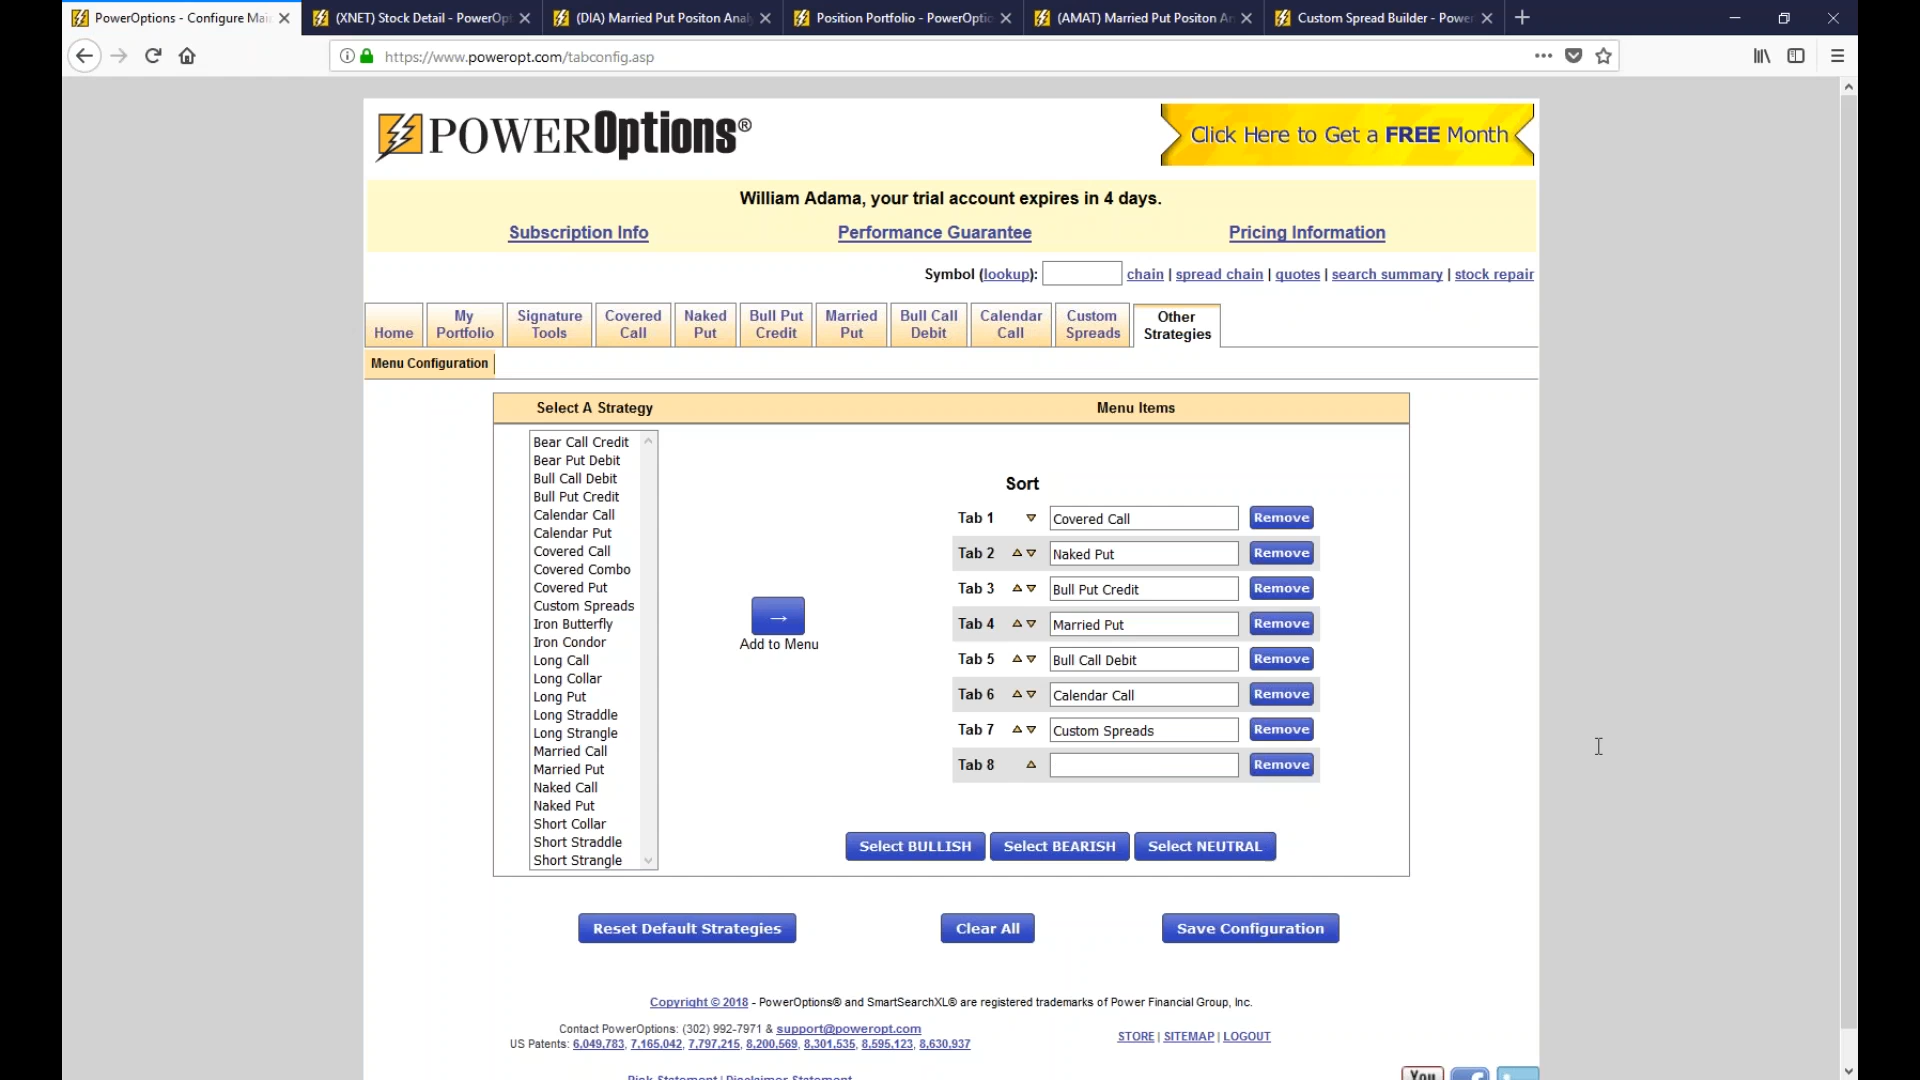 PowerOptions - Configure Mai
(XNET) Stock Detail - PowerOpt
(DIA) Married Put Positon Anal
Position Portfolio - PowerOptio
(AMAT) Married Put Positon An
Custom Spread Builder - Power
https://www.poweropt.com/tabconfig.asp
POWEROptions®
Click Here to Get a FREE Month
William Adama, your trial account expires in 4 days.
Subscription Info
Performance Guarantee
Pricing Information
Symbol (lookup): chain | spread chain | quotes | search summary | stock repair
Home
My Portfolio
Signature Tools
Covered Call
Naked Put
Bull Put Credit
Married Put
Bull Call Debit
Calendar Call
Custom Spreads
Other Strategies
Menu Configuration
Select A Strategy
Menu Items
Bear Call Credit
Bear Put Debit
Bull Call Debit
Bull Put Credit
Calendar Call
Calendar Put
Covered Call
Covered Combo
Covered Put
Custom Spreads
Iron Butterfly
Iron Condor
Long Call
Long Collar
Long Put
Long Straddle
Long Strangle
Married Call
Married Put
Naked Call
Naked Put
Short Collar
Short Straddle
Short Strangle
→
Add to Menu
Sort
Tab 1 Covered Call Remove
Tab 2 Naked Put Remove
Tab 3 Bull Put Credit Remove
Tab 4 Married Put Remove
Tab 5 Bull Call Debit Remove
Tab 6 Calendar Call Remove
Tab 7 Custom Spreads Remove
Tab 8 Remove
Select BULLISH
Select BEARISH
Select NEUTRAL
Reset Default Strategies
Clear All
Save Configuration
Copyright © 2018 - PowerOptions® and SmartSearchXL® are registered trademarks of Power Financial Group, Inc.
Contact PowerOptions: (302) 992-7971 & support@poweropt.com
US Patents: 6,049,783, 7,165,042, 7,797,215, 8,200,569, 8,301,535, 8,595,123, 8,630,937
STORE | SITEMAP | LOGOUT
Risk Statement | Disclaimer Statement
You